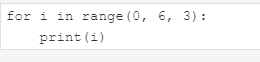 for i in range(0, 6, 3):
    print(i)